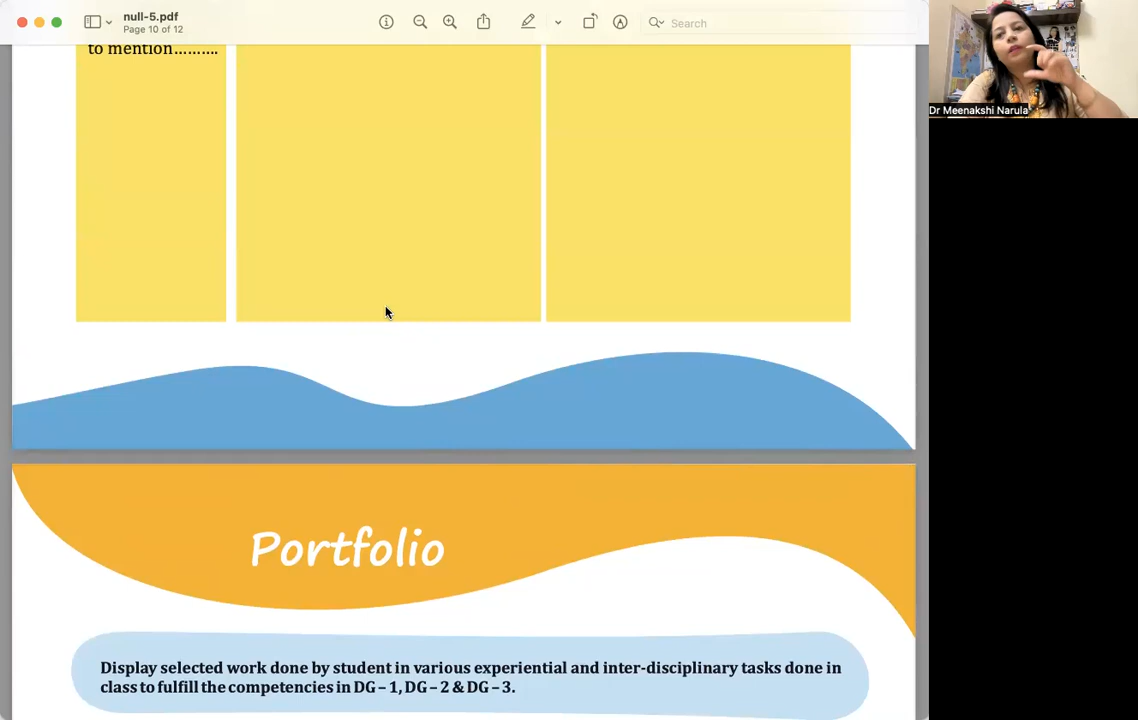 null-5.pdf
Page 10 of 12
Search
to mention..........
Dr Meenakshi Narula
Portfolio
Display selected work done by student in various experiential and inter-disciplinary tasks done in
class to fulfill the competencies in DG – 1, DG – 2 & DG – 3.